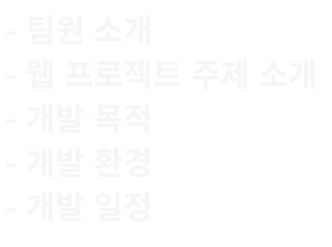 - 팀원 소개
- 웹 프로젝트 주제 소개
- 개발 목적
- 개발 환경
- 개발 일정